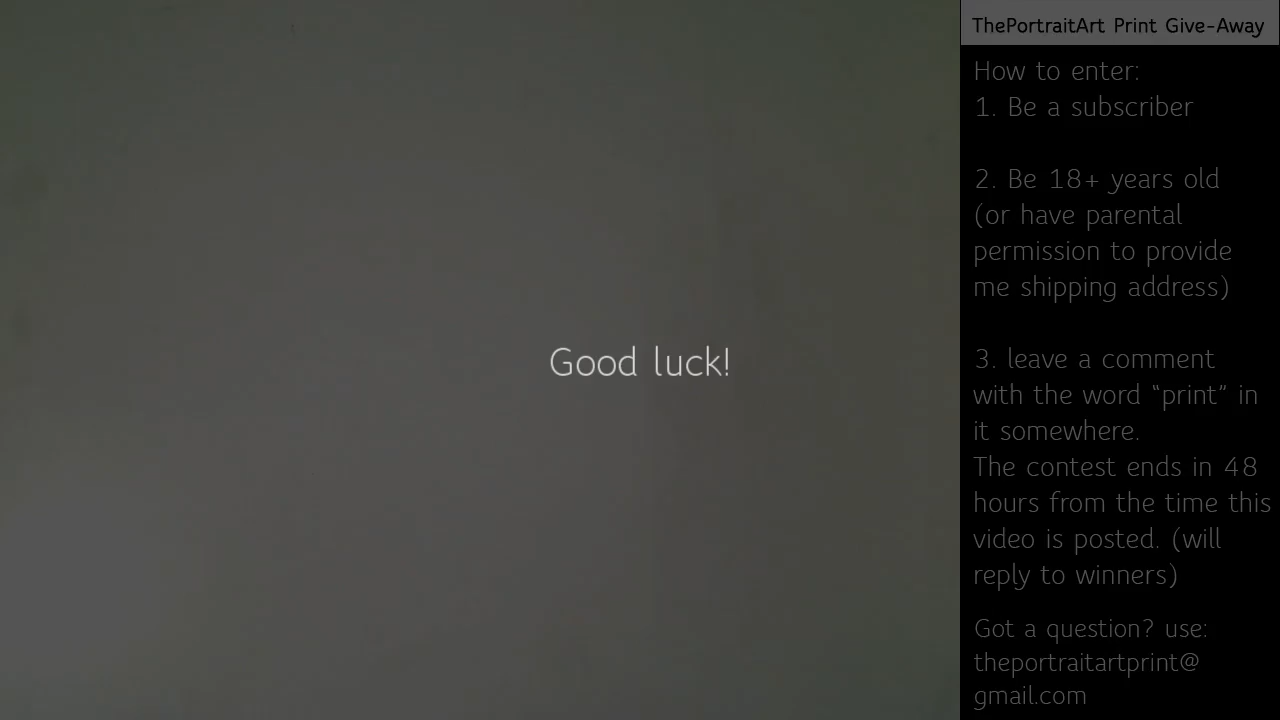 ThePortraitArt Print Give-Away
How to enter:
1. Be a subscriber
2. Be 18+ years old
(or have parental
permission to provide
me shipping address)
3. leave a comment
with the word “print” in
it somewhere.
The contest ends in 48
hours from the time this
video is posted. (will
reply to winners)
Got a question? use:
theportraitartprint@
gmail.com
Good luck!